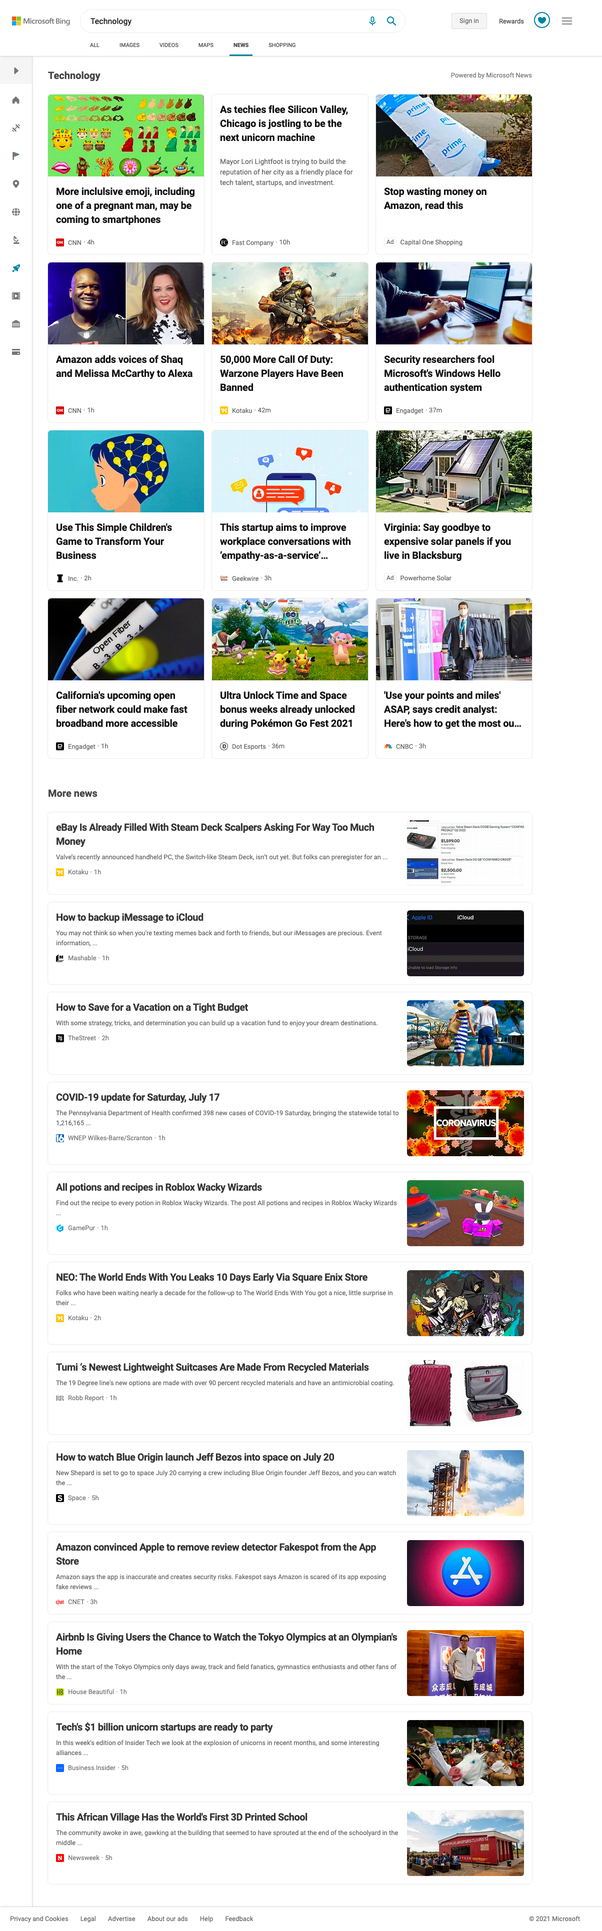 Microsoft Bing
Technology
Sign in
Rewards
ALL
IMAGES
VIDEOS
MAPS
NEWS
SHOPPING
Technology
Powered by Microsoft News
More inclulsive emoji, including
one of a pregnant man, may be
coming to smartphones
CNN · 4h
As techies flee Silicon Valley,
Chicago is jostling to be the
next unicorn machine
Mayor Lori Lightfoot is trying to build the
reputation of her city as a friendly place for
tech talent, startups, and investment.
Fast Company · 10h
prime
prime
Stop wasting money on
Amazon, read this
Ad Capital One Shopping
Amazon adds voices of Shaq
and Melissa McCarthy to Alexa
CNN · 1h
50,000 More Call Of Duty:
Warzone Players Have Been
Banned
Kotaku · 42m
Security researchers fool
Microsoft's Windows Hello
authentication system
Engadget · 37m
Use This Simple Children's
Game to Transform Your
Business
Inc. · 2h
This startup aims to improve
workplace conversations with
'empathy-as-a-service'...
Geekwire · 3h
Virginia: Say goodbye to
expensive solar panels if you
live in Blacksburg
Ad Powerhome Solar
Open Fiber
B - B - 3 - 4
California's upcoming open
fiber network could make fast
broadband more accessible
Engadget · 1h
Ultra Unlock Time and Space
bonus weeks already unlocked
during Pokémon Go Fest 2021
Dot Esports · 36m
'Use your points and miles'
ASAP, says credit analyst:
Here's how to get the most ou...
CNBC · 3h
More news
eBay Is Already Filled With Steam Deck Scalpers Asking For Way Too Much
Money
Valve's recently announced handheld PC, the Switch-like Steam Deck, isn't out yet. But folks can preregister for an ...
Kotaku · 1h
How to backup iMessage to iCloud
You may not think so when you're texting memes back and forth to friends, but our iMessages are precious. Event
information, ...
Mashable · 1h
Apple ID
iCloud
STORAGE
iCloud
Unable to load Storage Info
How to Save for a Vacation on a Tight Budget
With some strategy, tricks, and determination you can build up a vacation fund to enjoy your dream destinations.
TheStreet · 2h
COVID-19 update for Saturday, July 17
The Pennsylvania Department of Health confirmed 398 new cases of COVID-19 Saturday, bringing the statewide total to
1,216,165 ...
WNEP Wilkes-Barre/Scranton · 1h
CORONAVIRUS
All potions and recipes in Roblox Wacky Wizards
Find out the recipe to every potion in Roblox Wacky Wizards. The post All potions and recipes in Roblox Wacky Wizards
...
GamePur · 1h
NEO: The World Ends With You Leaks 10 Days Early Via Square Enix Store
Folks who have been waiting nearly a decade for the follow-up to The World Ends With You got a nice, little surprise in
their ...
Kotaku · 2h
Tumi 's Newest Lightweight Suitcases Are Made From Recycled Materials
The 19 Degree line's new options are made with over 90 percent recycled materials and have an antimicrobial coating.
Robb Report · 1h
How to watch Blue Origin launch Jeff Bezos into space on July 20
New Shepard is set to go to space July 20 carrying a crew including Blue Origin founder Jeff Bezos, and you can watch
the ...
Space · 5h
Amazon convinced Apple to remove review detector Fakespot from the App
Store
Amazon says the app is inaccurate and creates security risks. Fakespot says Amazon is scared of its app exposing
fake reviews ...
CNET · 3h
Airbnb Is Giving Users the Chance to Watch the Tokyo Olympics at an Olympian's
Home
With the start of the Tokyo Olympics only days away, track and field fanatics, gymnastics enthusiasts and other fans of
the ...
House Beautiful · 1h
Tech's $1 billion unicorn startups are ready to party
In this week's edition of Insider Tech we look at the explosion of unicorns in recent months, and some interesting
alliances ...
Business Insider · 5h
This African Village Has the World's First 3D Printed School
The community awoke in awe, gawking at the building that seemed to have sprouted at the end of the schoolyard in the
middle ...
Newsweek · 5h
Privacy and Cookies
Legal
Advertise
About our ads
Help
Feedback
© 2021 Microsoft